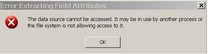 Error Extracting Field Attributes
The data source cannot be accessed. It may be in use by another process or
the file system is not allowing access to it.
OK